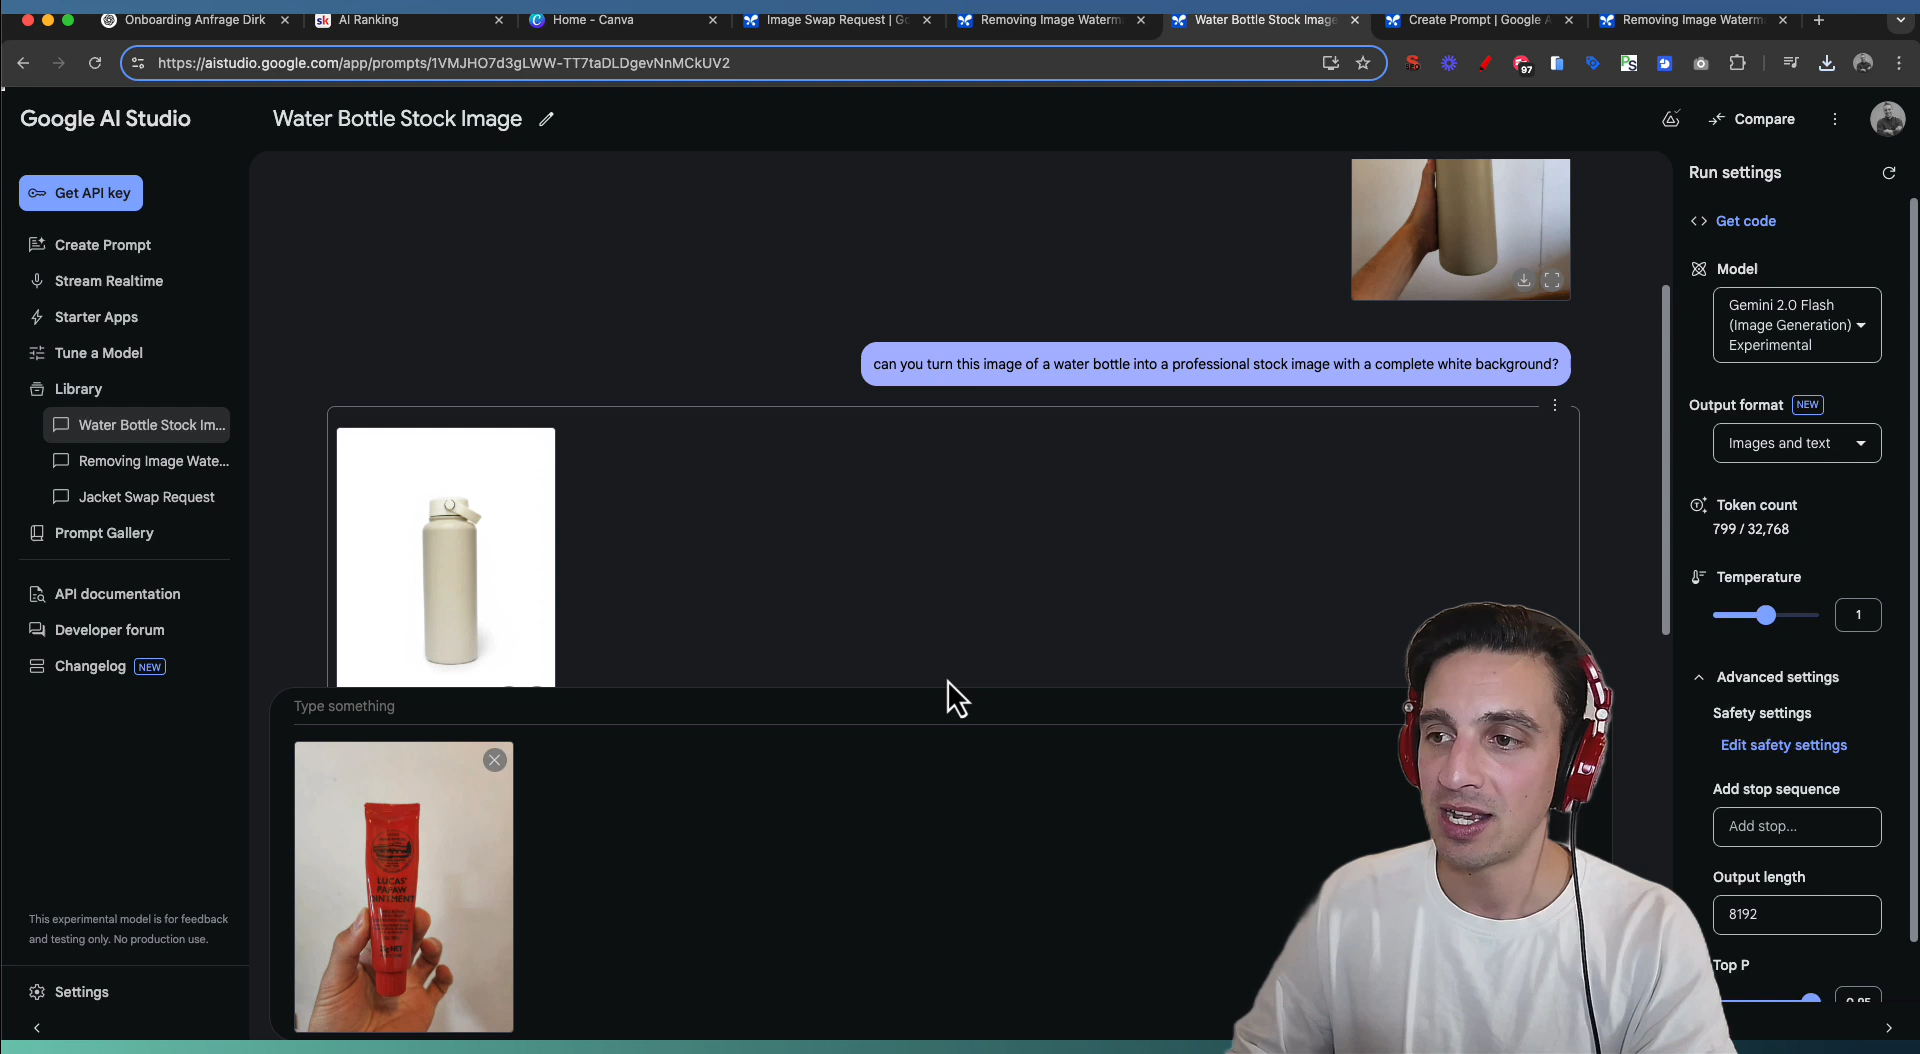 Onboarding Anfrage Dirk
AI Ranking
Home - Canva
Image Swap Request | Go
Removing Image Waterma
Water Bottle Stock Image
Create Prompt | Google A
Removing Image Waterm
https://aistudio.google.com/app/prompts/1VMJHO7d3gLWW-TT7taDLDgevNnMCkUV2
97
Google AI Studio
Water Bottle Stock Image
Compare
Get API key
Create Prompt
Stream Realtime
Starter Apps
Tune a Model
Library
Water Bottle Stock Im...
Removing Image Wate...
Jacket Swap Request
Prompt Gallery
API documentation
Developer forum
Changelog NEW
This experimental model is for feedback
and testing only. No production use.
Settings
can you turn this image of a water bottle into a professional stock image with a complete white background?
Type something
LUCAS'
PAPAW
OINTMENT
Run settings
Get code
Model
Gemini 2.0 Flash
(Image Generation)
Experimental
Output format NEW
Images and text
Token count
799 / 32,768
Temperature
1
Advanced settings
Safety settings
Edit safety settings
Add stop sequence
Add stop...
Output length
8192
Top P
0.95